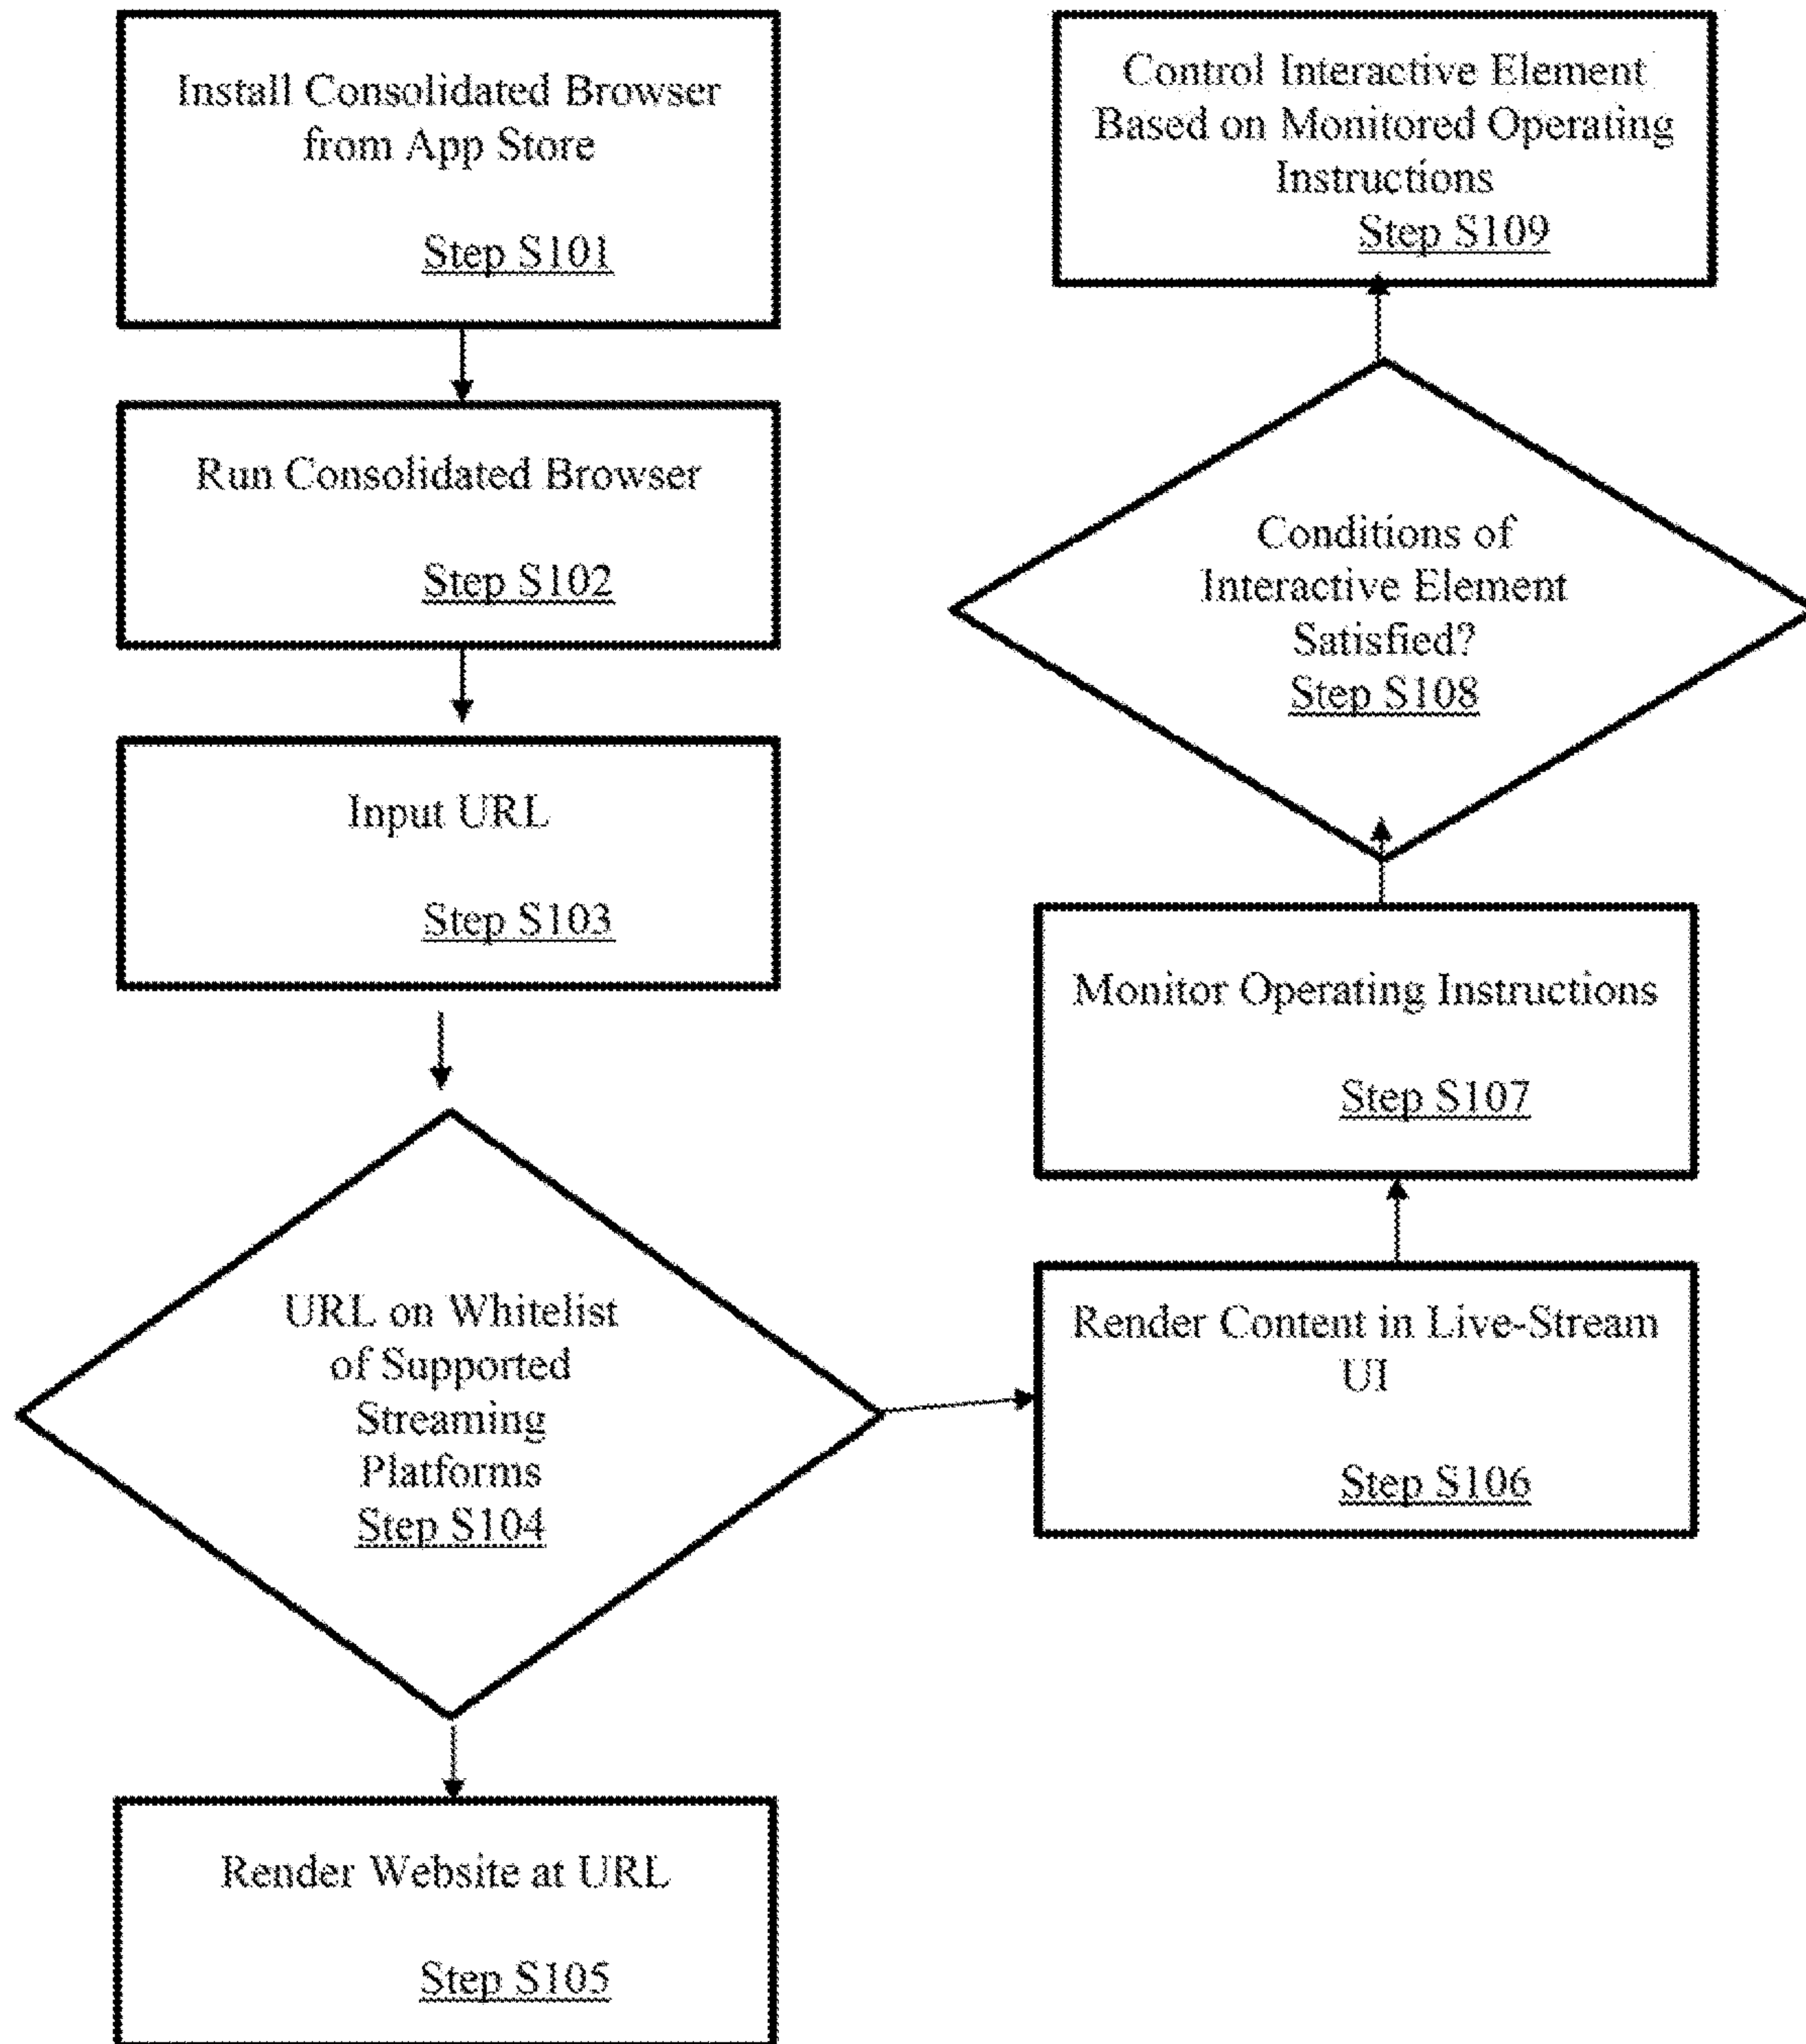 Install Consolidated Browser
from App Store
Step S101
Run Consolidated Browser
Step S102
Input URL
Step S103
URL on Whitelist
of Supported
Streaming
Platforms
Step S104
Render Website at URL
Step S105
Render Content in Live-Stream
UI
Step S106
Monitor Operating Instructions
Step S107
Conditions of
Interactive Element
Satisfied?
Step S108
Control Interactive Element
Based on Monitored Operating
Instructions
Step S109